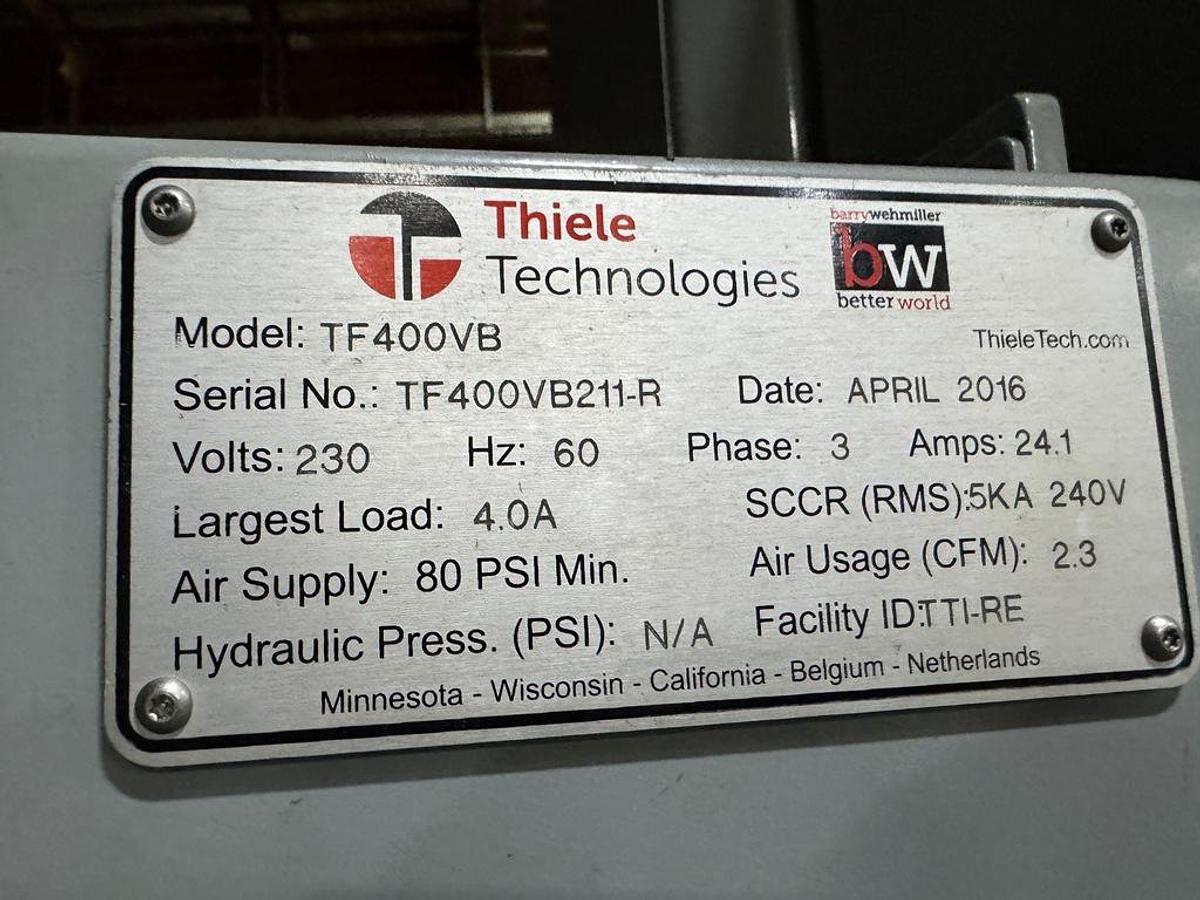 Thiele
Technologies
barrywehmiller
bw
better world
Model: TF400VB
ThieleTech.com
Serial No.: TF400VB211-R Date: APRIL 2016
Volts: 230 Hz: 60 Phase: 3 Amps: 24.1
Largest Load: 4.0A SCCR (RMS):5KA 240V
Air Supply: 80 PSI Min. Air Usage (CFM): 2.3
Hydraulic Press. (PSI): N/A Facility ID:TTI-RE
Minnesota - Wisconsin - California - Belgium - Netherlands